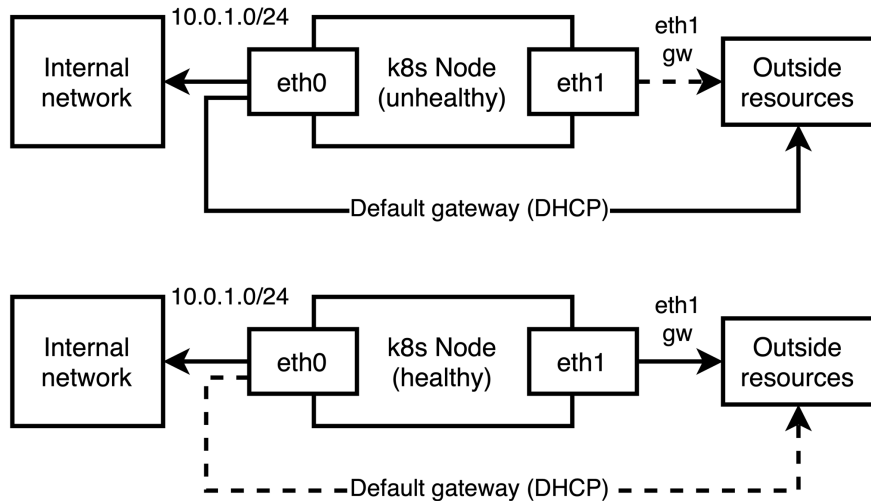 10.0.1.0/24
Internal
network
eth0
k8s Node
(unhealthy)
eth1
eth1
gw
Outside
resources
Default gateway (DHCP)
10.0.1.0/24
Internal
network
eth0
k8s Node
(healthy)
eth1
eth1
gw
Outside
resources
Default gateway (DHCP)